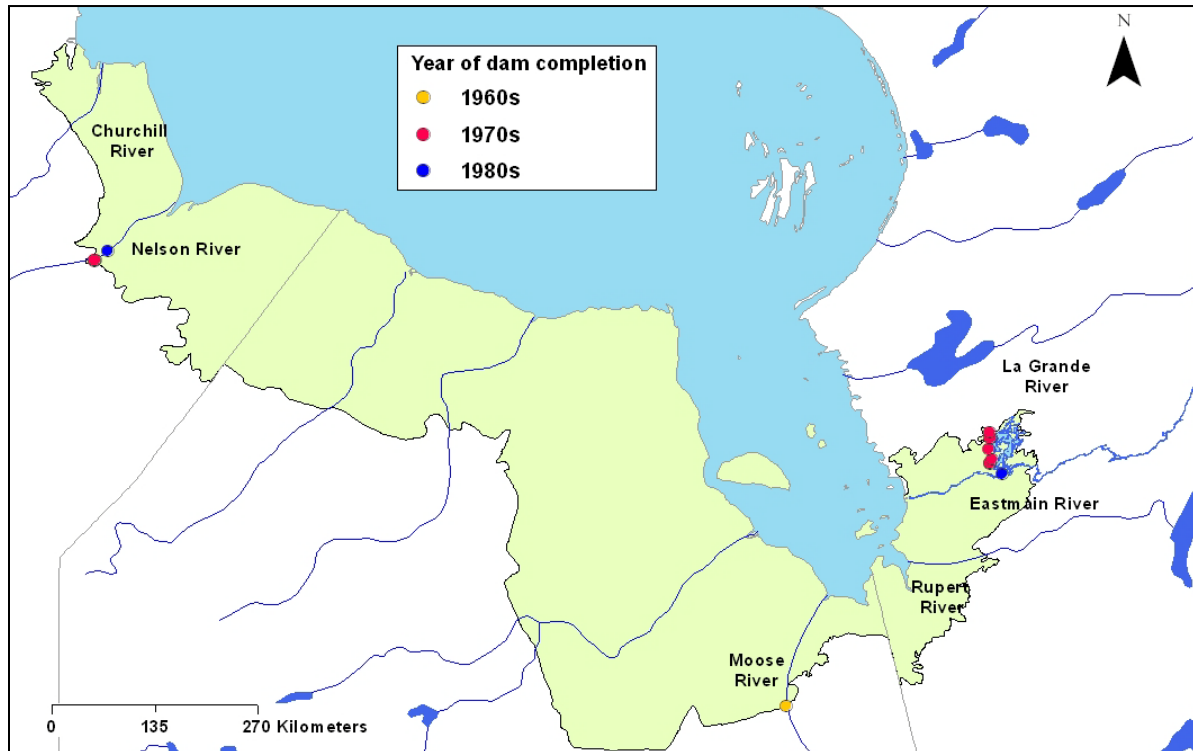 N
Year of dam completion
1960s
1970s
1980s
Churchill
River
Nelson River
La Grande
River
Eastmain River
Rupert
River
Moose
River
0 135 270 Kilometers